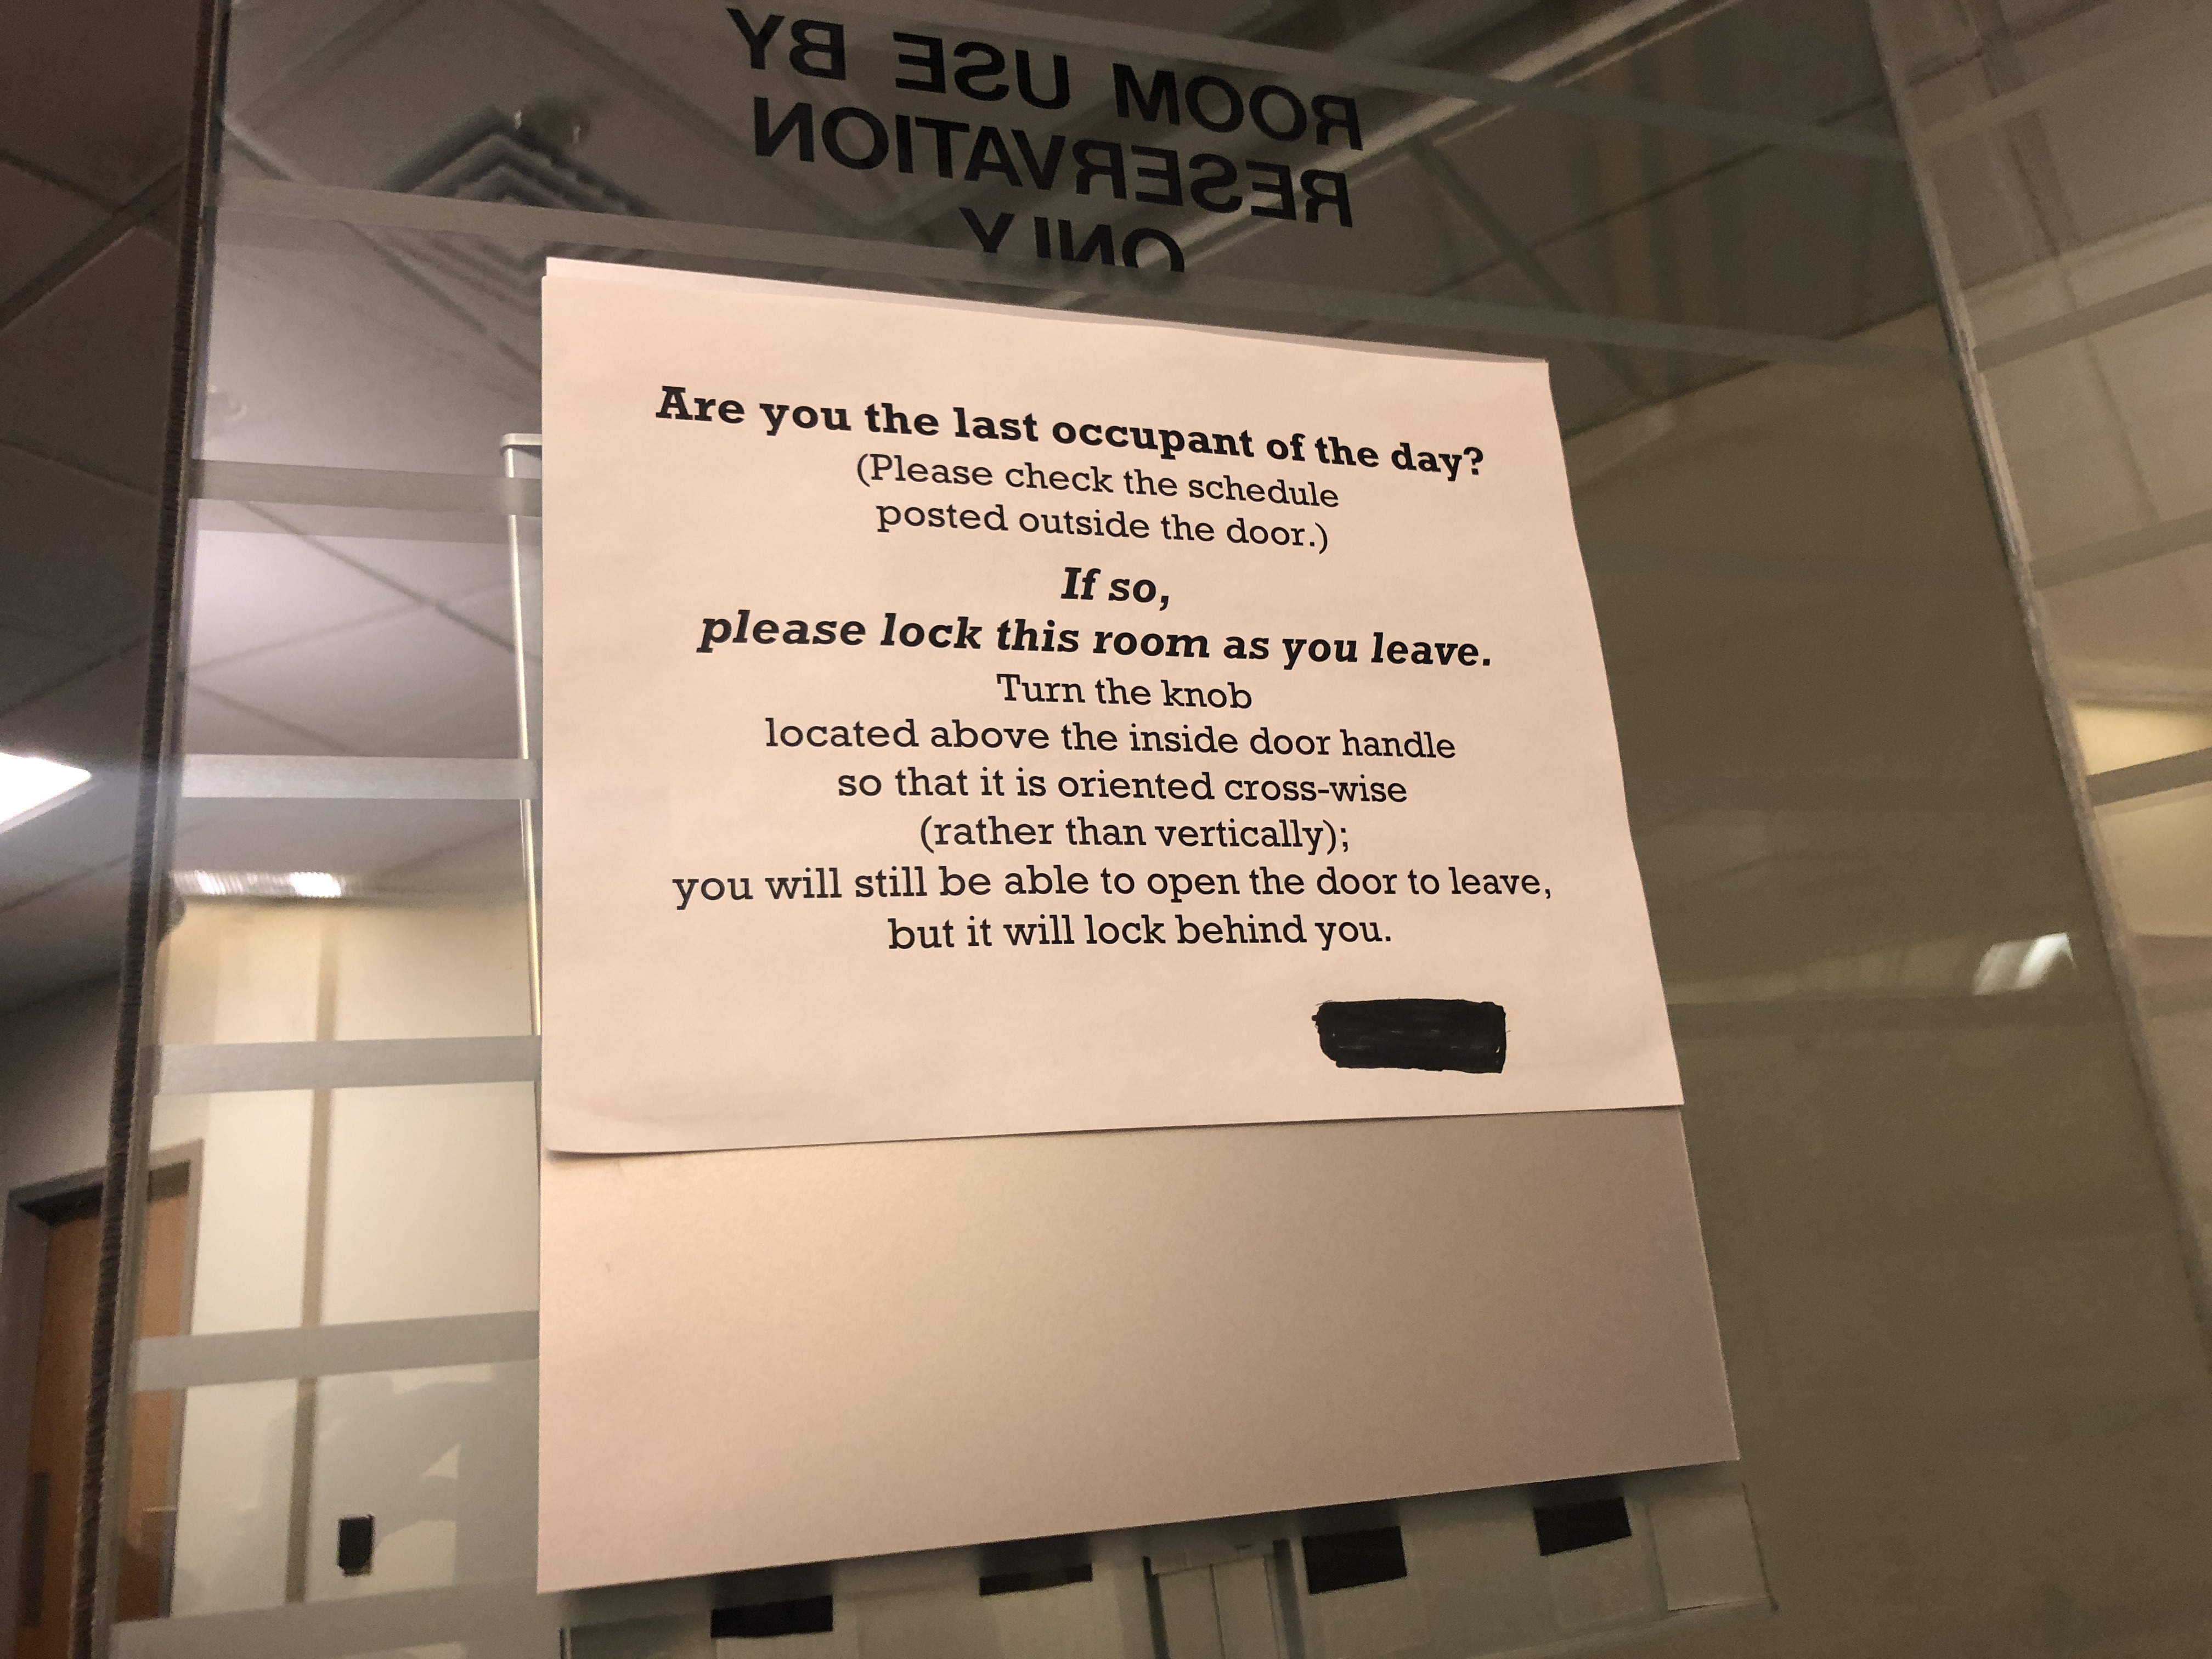 ROOM USE BY
RESERVATION
ONLY
Are you the last occupant of the day?
(Please check the schedule
posted outside the door.)
If so,
please lock this room as you leave.
Turn the knob
located above the inside door handle
so that it is oriented cross-wise
(rather than vertically);
you will still be able to open the door to leave,
but it will lock behind you.